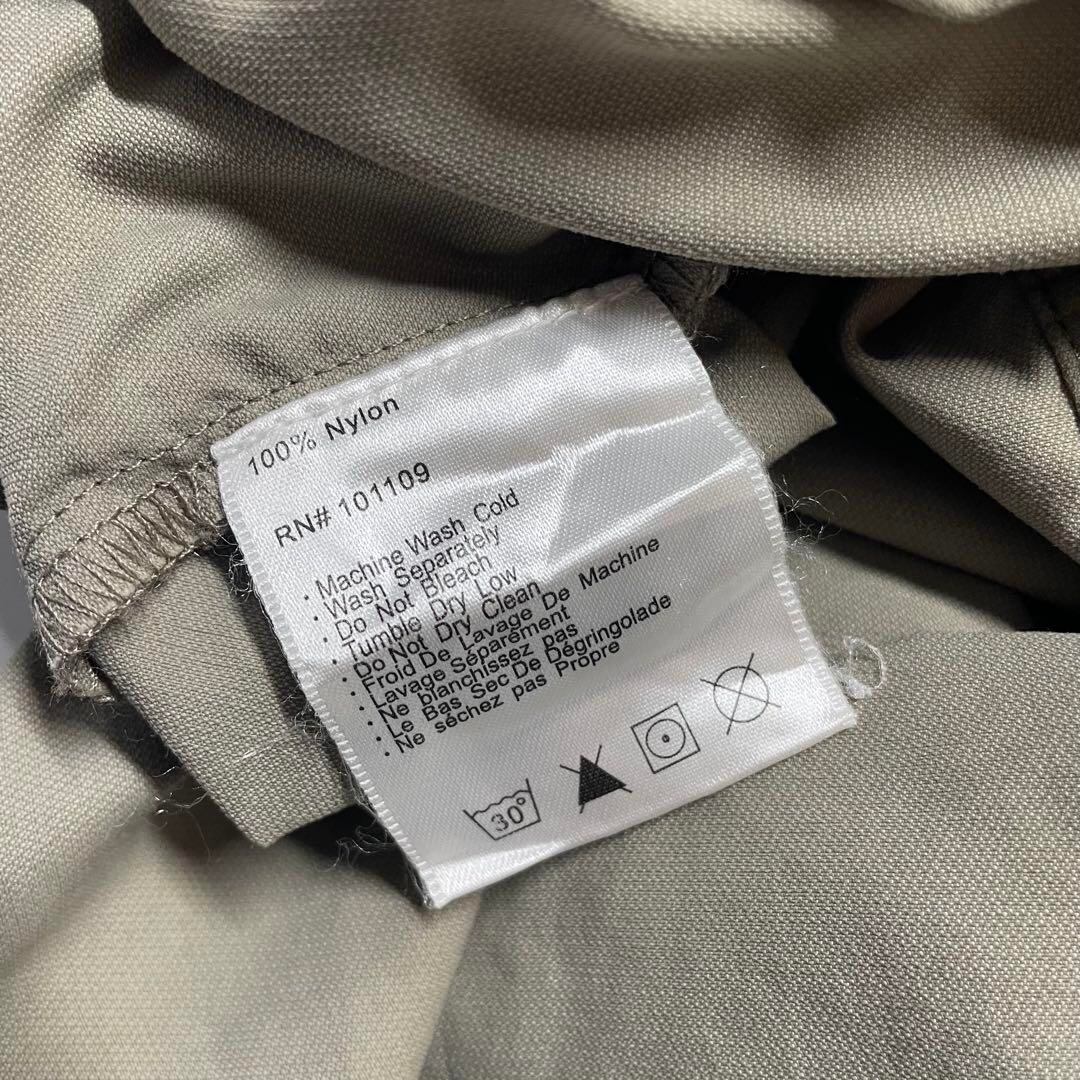 100% Nylon
RN# 101109
· Machine Wash Cold
· Wash Separately
· Do Not Bleach
· Tumble Dry Low
· Do Not Dry Clean
· Froid De Lavage De Machine
· Lavage Séparément
· Ne blanchissez pas
· Le Bas Sec De Dégringolade
· Ne séchez pas Propre
30°